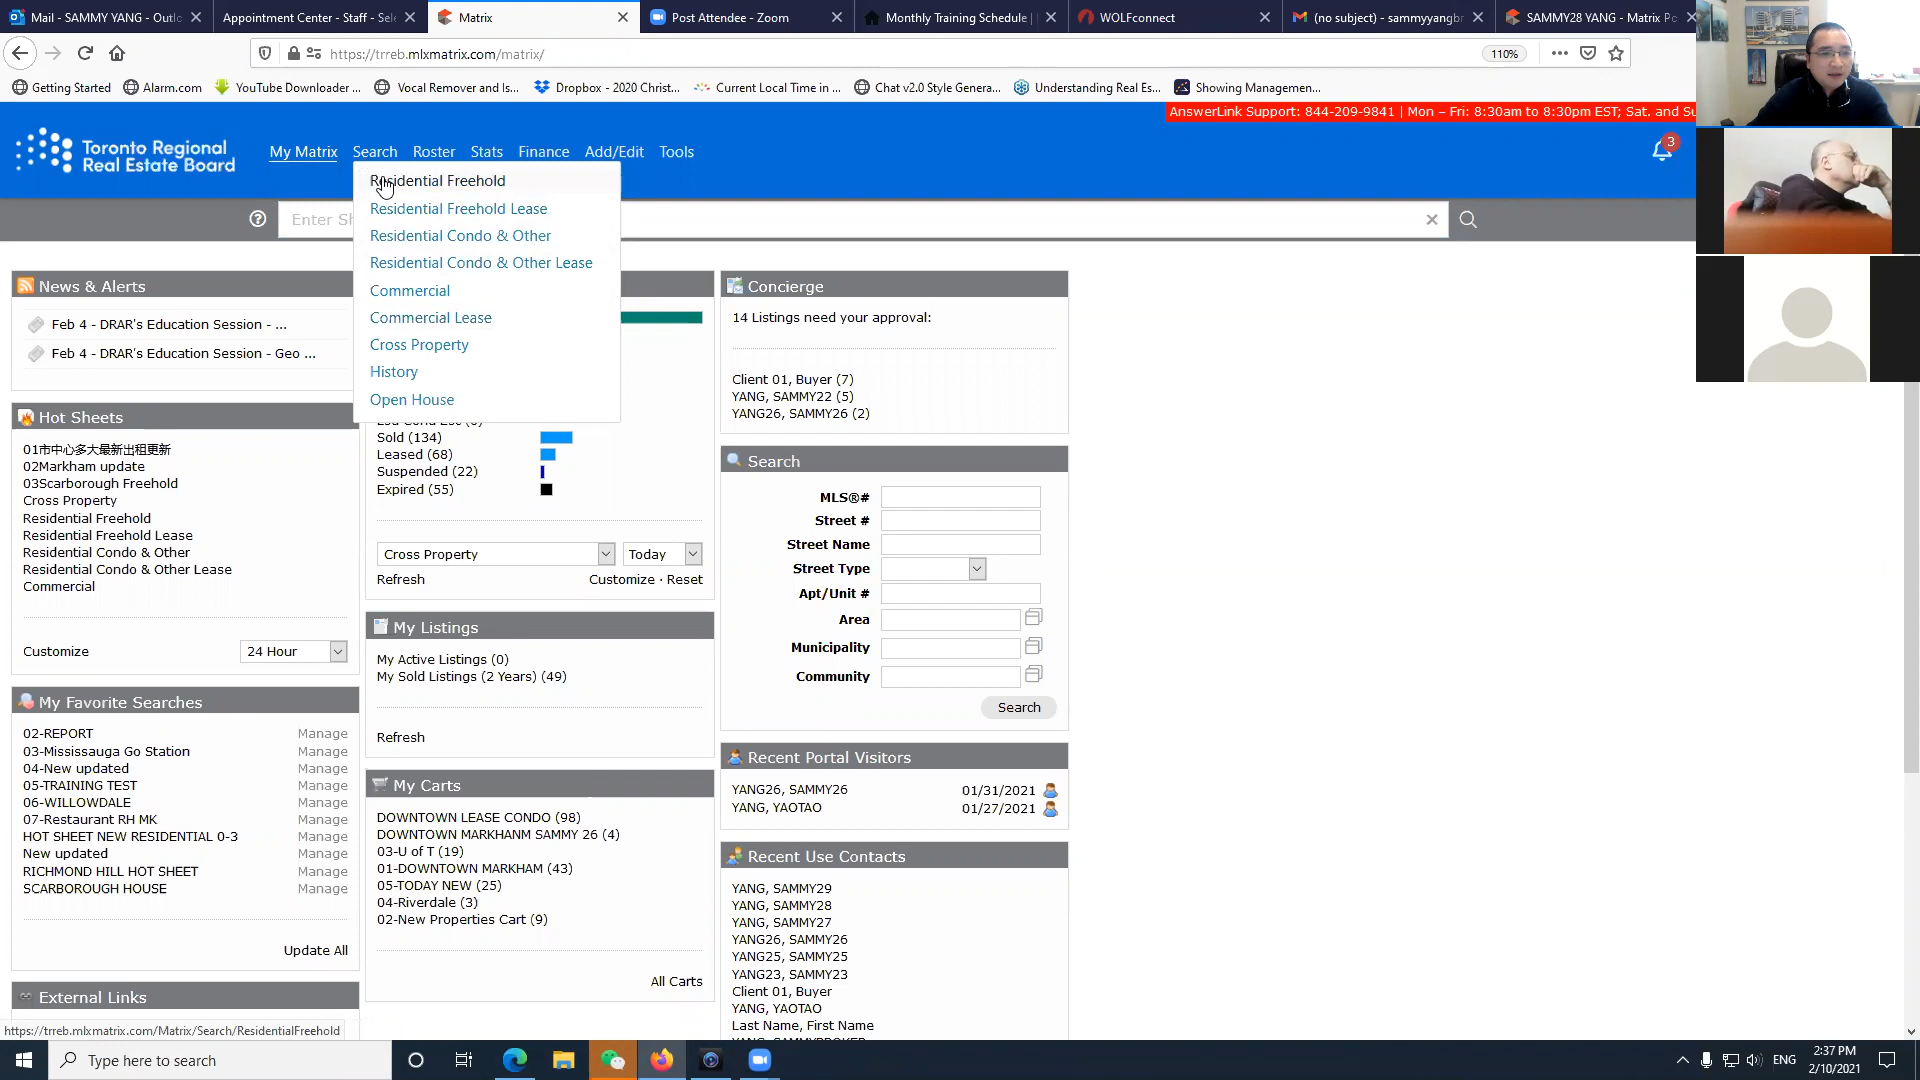 Mail - SAMMY YANG - Outlo
Appointment Center - Staff - Sele
Matrix
Post Attendee - Zoom
Monthly Training Schedule |
WOLFconnect
(no subject) - sammyyangbr
SAMMY28 YANG - Matrix Po
https://trreb.mlxmatrix.com/matrix/
110%
Getting Started
Alarm.com
YouTube Downloader ...
Vocal Remover and Is...
Dropbox - 2020 Christ...
Current Local Time in ...
Chat v2.0 Style Genera...
Understanding Real Es...
Showing Managemen...
AnswerLink Support: 844-209-9841 | Mon – Fri: 8:30am to 8:30pm EST; Sat. and Su
Toronto Regional
Real Estate Board
My Matrix
Search
Roster
Stats
Finance
Add/Edit
Tools
3
Enter Sh
Residential Freehold
Residential Freehold Lease
Residential Condo & Other
Residential Condo & Other Lease
Commercial
Commercial Lease
Cross Property
History
Open House
News & Alerts
Feb 4 - DRAR's Education Session - ...
Feb 4 - DRAR's Education Session - Geo ...
Hot Sheets
01市中心多大最新出租更新
02Markham update
03Scarborough Freehold
Cross Property
Residential Freehold
Residential Freehold Lease
Residential Condo & Other
Residential Condo & Other Lease
Commercial
Customize
24 Hour
My Favorite Searches
02-REPORT Manage
03-Mississauga Go Station Manage
04-New updated Manage
05-TRAINING TEST Manage
06-WILLOWDALE Manage
07-Restaurant RH MK Manage
HOT SHEET NEW RESIDENTIAL 0-3 Manage
New updated Manage
RICHMOND HILL HOT SHEET Manage
SCARBOROUGH HOUSE Manage
Update All
External Links
https://trreb.mlxmatrix.com/Matrix/Search/ResidentialFreehold
Sold (134)
Leased (68)
Suspended (22)
Expired (55)
Cross Property
Today
Refresh
Customize · Reset
My Listings
My Active Listings (0)
My Sold Listings (2 Years) (49)
Refresh
My Carts
DOWNTOWN LEASE CONDO (98)
DOWNTOWN MARKHANM SAMMY 26 (4)
03-U of T (19)
01-DOWNTOWN MARKHAM (43)
05-TODAY NEW (25)
04-Riverdale (3)
02-New Properties Cart (9)
All Carts
Concierge
14 Listings need your approval:
Client 01, Buyer (7)
YANG, SAMMY22 (5)
YANG26, SAMMY26 (2)
Search
MLS®#
Street #
Street Name
Street Type
Apt/Unit #
Area
Municipality
Community
Search
Recent Portal Visitors
YANG26, SAMMY26 01/31/2021
YANG, YAOTAO 01/27/2021
Recent Use Contacts
YANG, SAMMY29
YANG, SAMMY28
YANG, SAMMY27
YANG26, SAMMY26
YANG25, SAMMY25
YANG23, SAMMY23
Client 01, Buyer
YANG, YAOTAO
Last Name, First Name
Type here to search
ENG
2:37 PM
2/10/2021